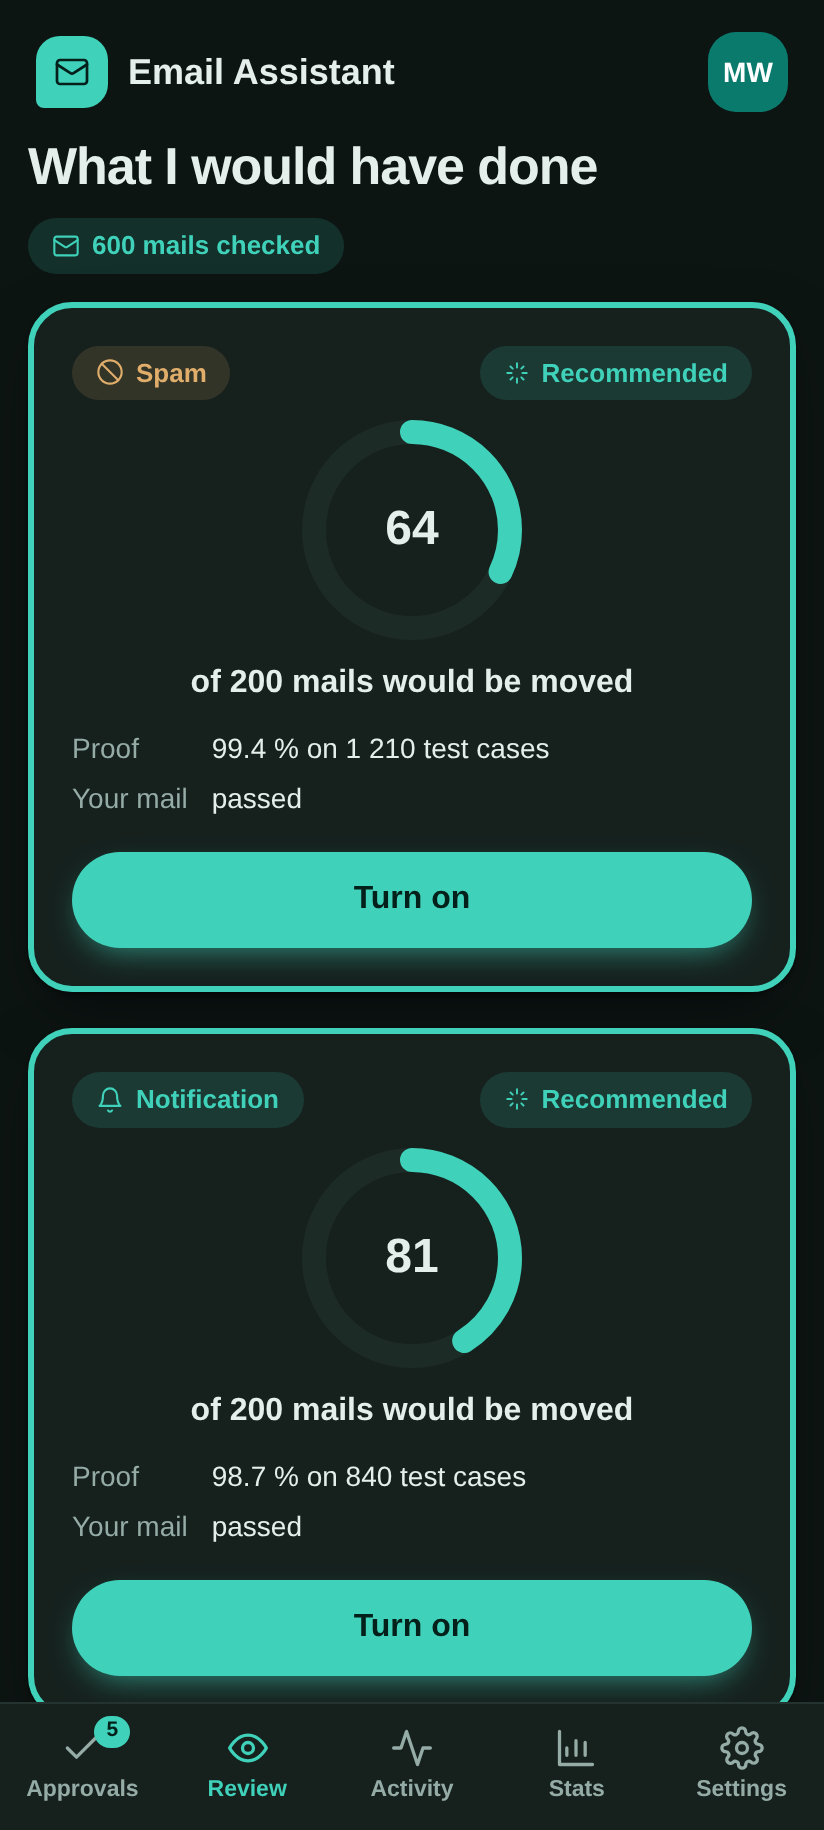 Email Assistant
MW
What I would have done
600 mails checked
Spam
Recommended
64
of 200 mails would be moved
Proof 99.4 % on 1 210 test cases
Your mail passed
Turn on
Notification
Recommended
81
of 200 mails would be moved
Proof 98.7 % on 840 test cases
Your mail passed
Turn on
5
Approvals
Review
Activity
Stats
Settings